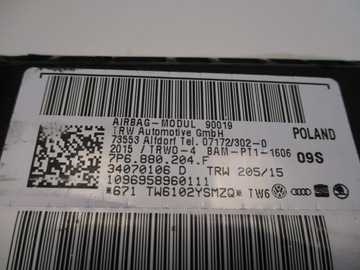 AIRBAG-MODUL 90019
TRW Automotive GmbH
73553 Alfdorf Tel. 07172/302-0
2015 / TRWO-4 BAM-PT1-1606
7P6.880.204.F
34070106 D TRW 205/15
1096958960111
*671 TW6102YSMZQ* TW6
POLAND
09S